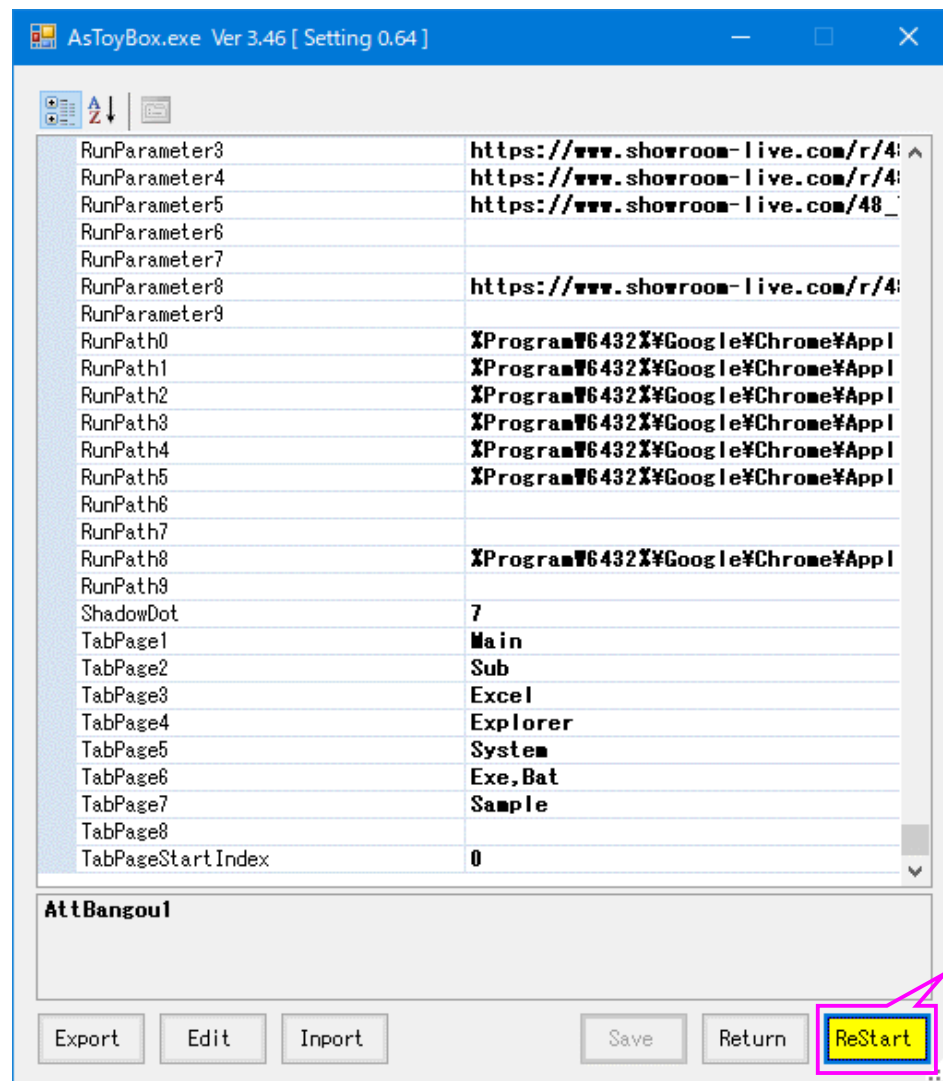 AsToyBox.exe Ver 3.46 [ Setting 0.64 ]
RunParameter3 https://www.showroom-live.com/r/4
RunParameter4 https://www.showroom-live.com/r/4
RunParameter5 https://www.showroom-live.com/48_
RunParameter6
RunParameter7
RunParameter8 https://www.showroom-live.com/r/4
RunParameter9
RunPath0 %ProgramW6432%¥Google¥Chrome¥Appl
RunPath1 %ProgramW6432%¥Google¥Chrome¥Appl
RunPath2 %ProgramW6432%¥Google¥Chrome¥Appl
RunPath3 %ProgramW6432%¥Google¥Chrome¥Appl
RunPath4 %ProgramW6432%¥Google¥Chrome¥Appl
RunPath5 %ProgramW6432%¥Google¥Chrome¥Appl
RunPath6
RunPath7
RunPath8 %ProgramW6432%¥Google¥Chrome¥Appl
RunPath9
ShadowDot 7
TabPage1 Main
TabPage2 Sub
TabPage3 Excel
TabPage4 Explorer
TabPage5 System
TabPage6 Exe,Bat
TabPage7 Sample
TabPage8
TabPageStartIndex 0
AttBangou1
Export Edit Inport Save Return ReStart